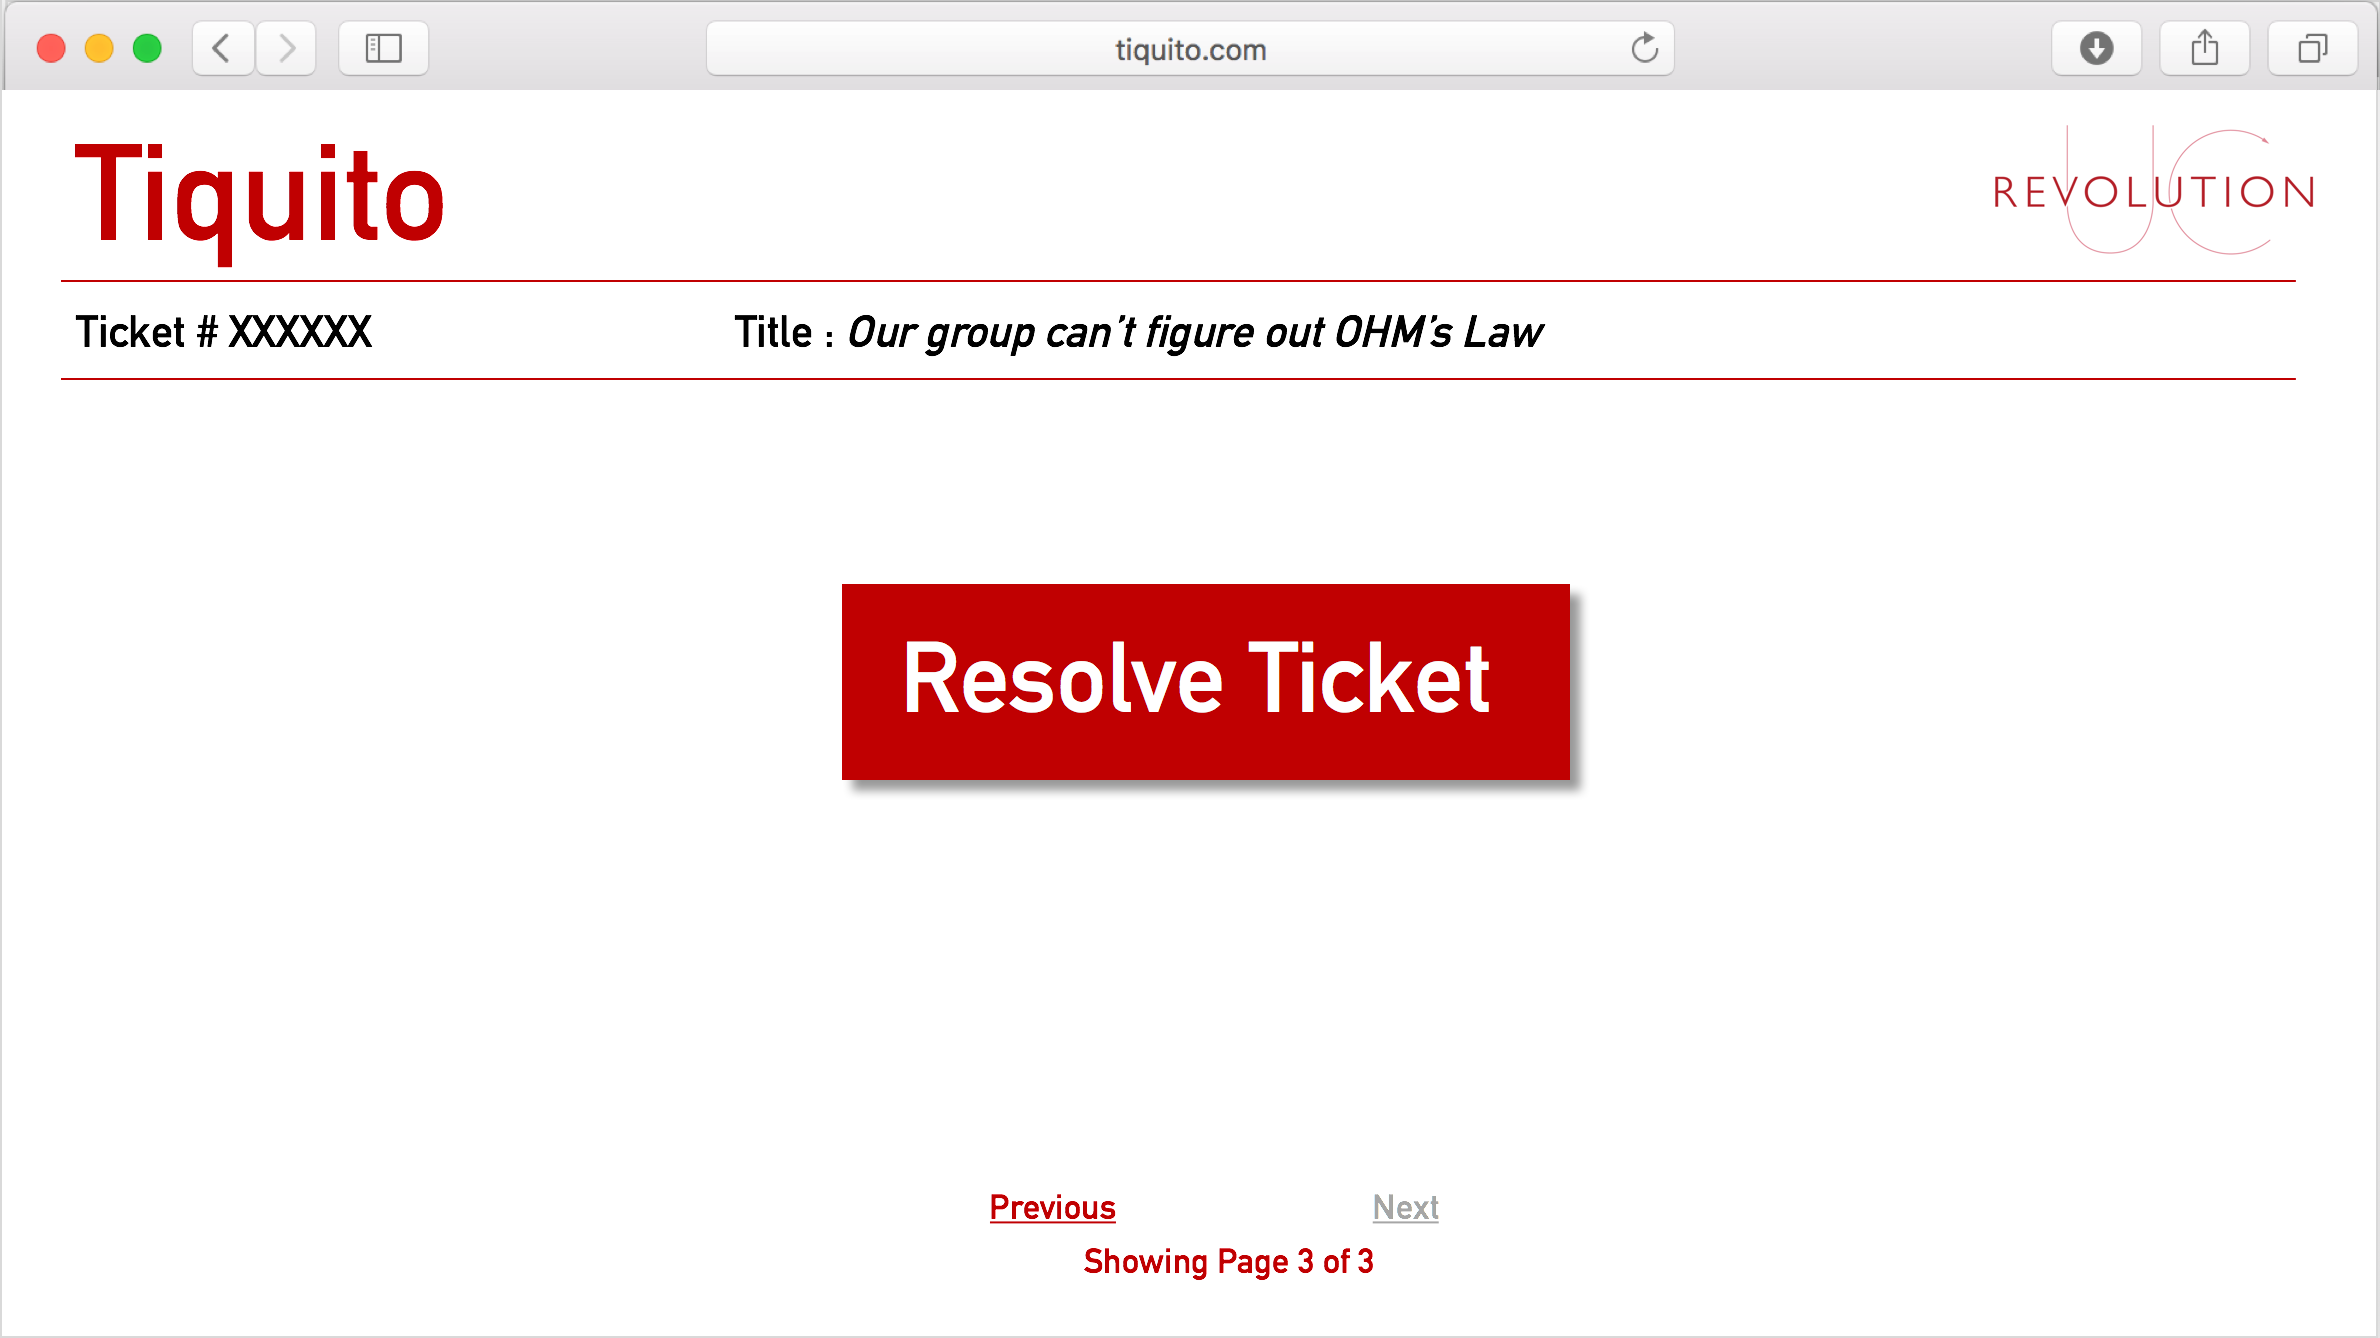 tiquito.com
Tiquito
UC
REVOLUTION
Ticket # XXXXXX
Title : Our group can’t figure out OHM’s Law
Resolve Ticket
Previous
Next
Showing Page 3 of 3